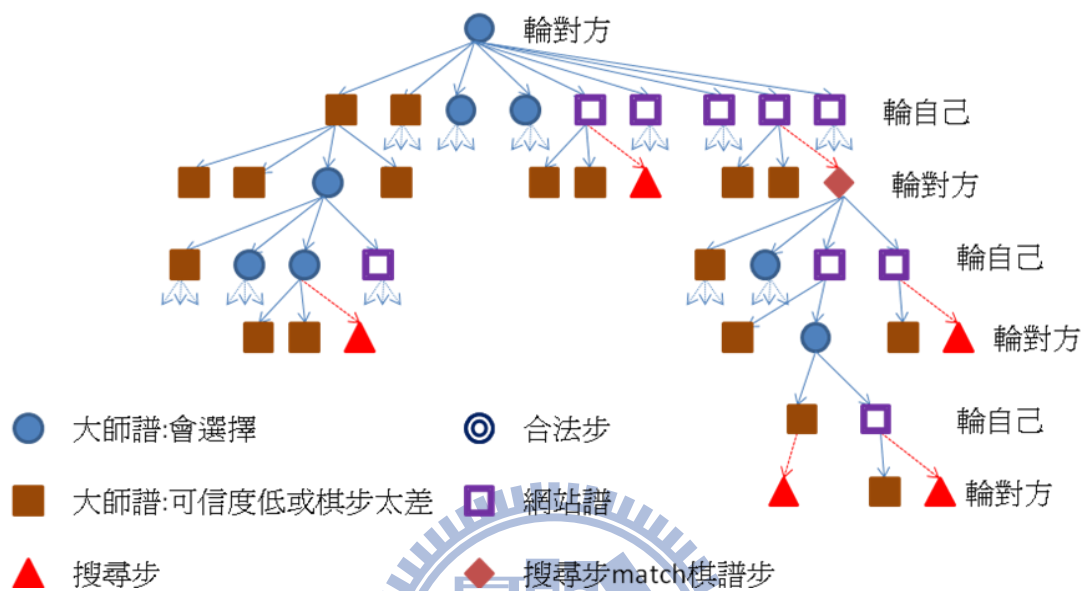 輪對方
輪自己
輪對方
輪自己
輪對方
輪自己
輪對方
大師譜:會選擇
合法步
大師譜:可信度低或棋步太差
網站譜
搜尋步
搜尋步match棋譜步